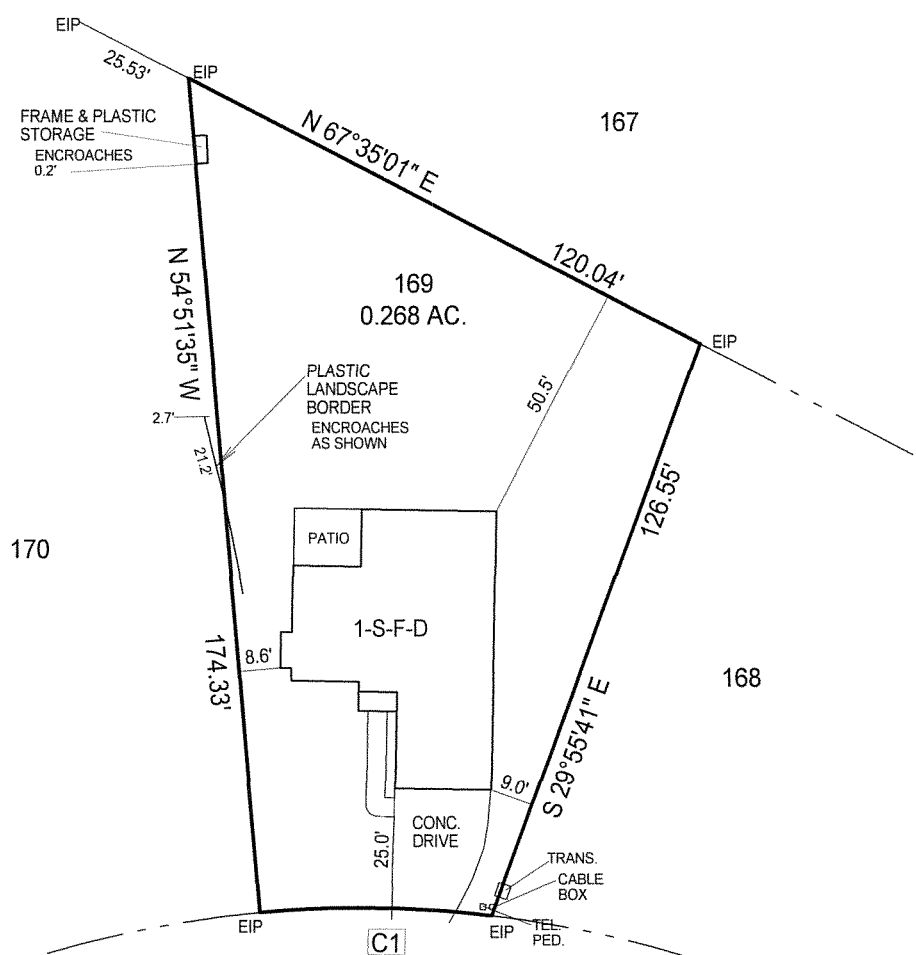 EIP
25.53'
EIP
FRAME & PLASTIC
STORAGE
ENCROACHES
0.2'
N 67°35'01" E
167
120.04'
169
0.268 AC.
N 54°51'35" W
EIP
PLASTIC
LANDSCAPE
BORDER
ENCROACHES
AS SHOWN
2.7'
21.2'
50.5'
126.55'
170
PATIO
1-S-F-D
8.6'
174.33'
168
S 29°55'41" E
9.0'
CONC.
DRIVE
25.0'
TRANS.
CABLE
BOX
TEL.
PED.
EIP
EIP
C1